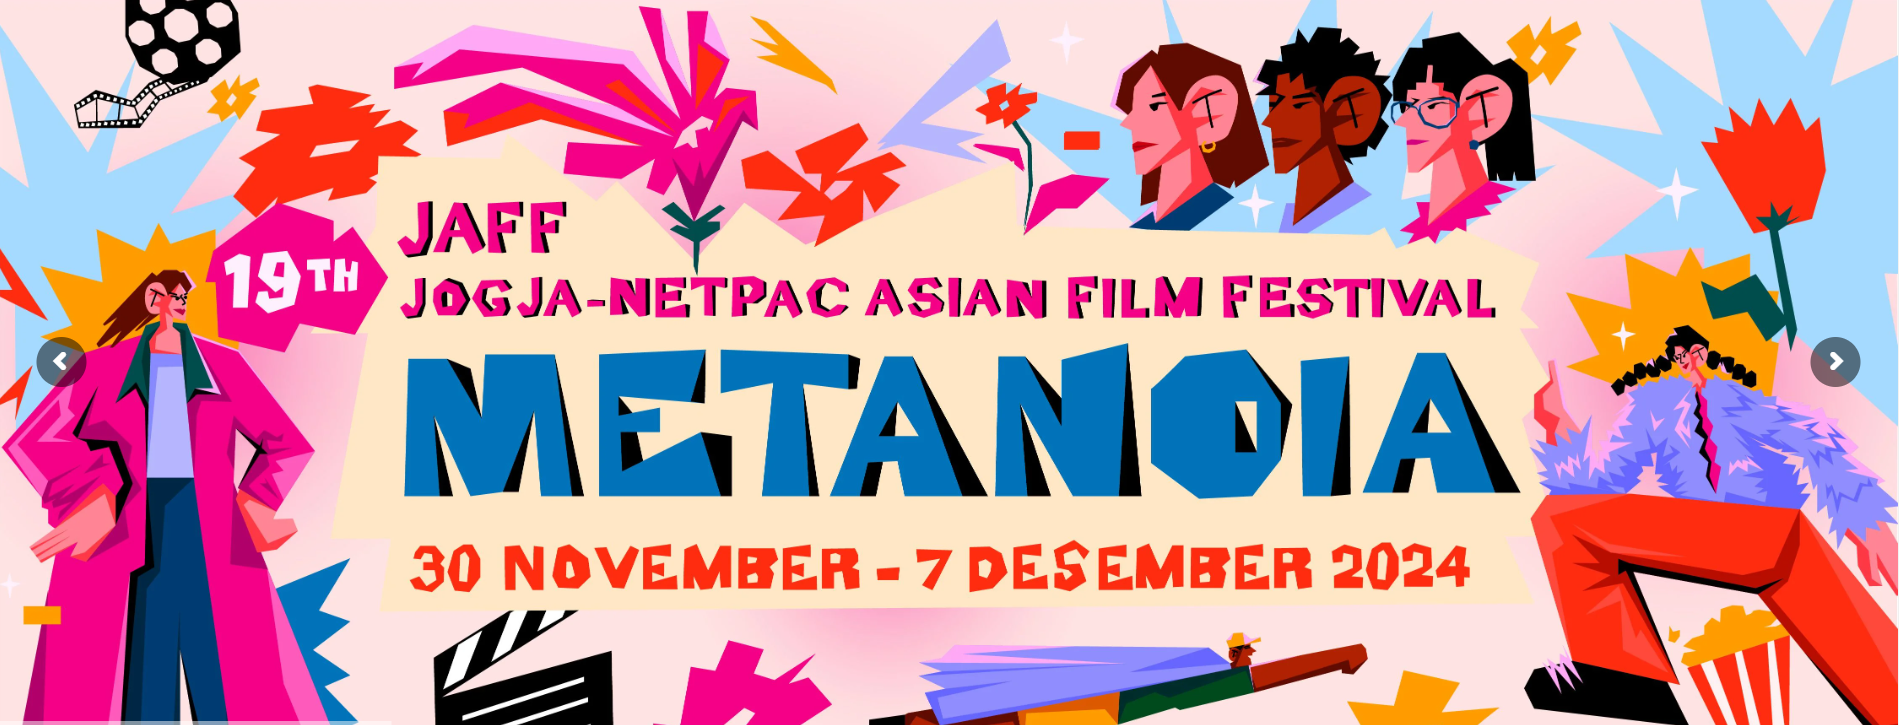 19TH
JAFF
JOGJA-NETPAC ASIAN FILM FESTIVAL
METANOIA
30 NOVEMBER - 7 DESEMBER 2024